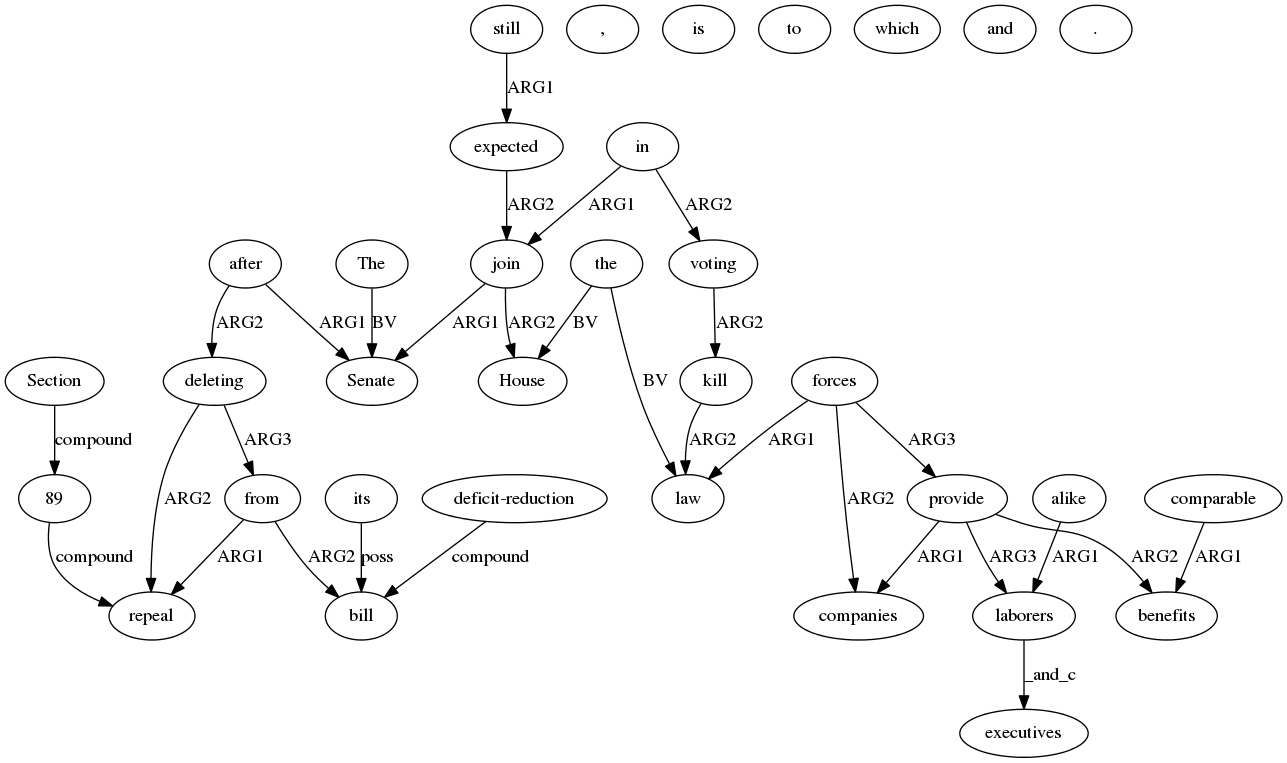 still , is to which and .
ARG1
expected in
ARG2 ARG1 ARG2
after The join the voting
ARG2 ARG1 BV ARG1 ARG2 BV ARG2
Section deleting Senate House kill forces
compound ARG3 BV ARG2 ARG1 ARG3
89 from its deficit-reduction law provide alike comparable
ARG2 ARG2
compound ARG1 ARG2 poss compound ARG1 ARG3 ARG1 ARG2 ARG1
repeal bill companies laborers benefits
_and_c
executives